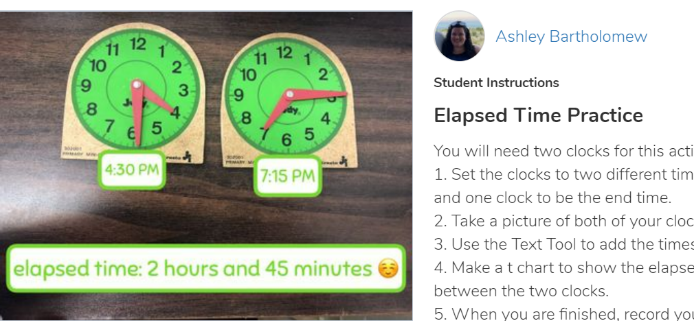 11 12 1
10 2
9 3
8 4
7 6 5
Judy
11 12 1
10 2
9 3
8 4
7 6 5
4:30 PM
7:15 PM
elapsed time: 2 hours and 45 minutes ☺️
Ashley Bartholomew
Student Instructions
Elapsed Time Practice
You will need two clocks for this acti
1. Set the clocks to two different tim
and one clock to be the end time.
2. Take a picture of both of your cloc
3. Use the Text Tool to add the times
4. Make a t chart to show the elapse
between the two clocks.
5. When you are finished, record you